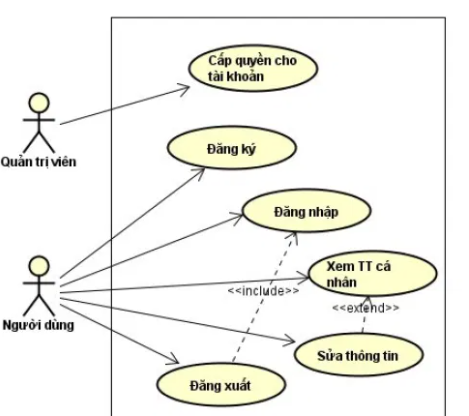 Cấp quyền cho
tài khoản
Quản trị viên
Đăng ký
Đăng nhập
Xem TT cá
nhân
<<include>>
<<extend>>
Người dùng
Sửa thông tin
Đăng xuất